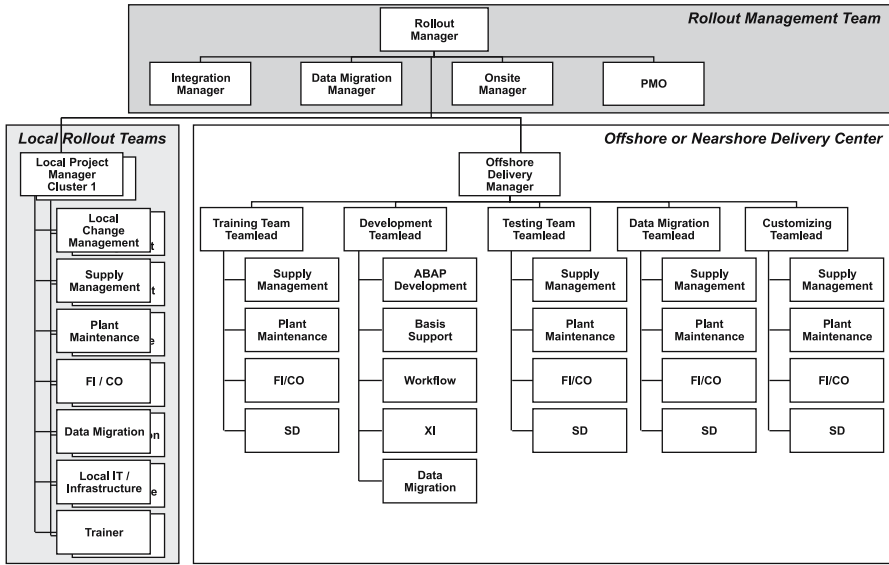 Rollout Management Team
Rollout
Manager
Integration
Manager
Data Migration
Manager
Onsite
Manager
PMO
Local Rollout Teams
Local Project
Manager
Cluster 1
Local
Change
Management
t
Supply
Management
t
Plant
Maintenance
e
FI / CO
Data Migration
on
Local IT /
Infrastructure
e
Trainer
Offshore or Nearshore Delivery Center
Offshore
Delivery
Manager
Training Team
Teamlead
Supply
Management
Plant
Maintenance
FI/CO
SD
Development
Teamlead
ABAP
Development
Basis
Support
Workflow
XI
Data
Migration
Testing Team
Teamlead
Supply
Management
Plant
Maintenance
FI/CO
SD
Data Migration
Teamlead
Supply
Management
Plant
Maintenance
FI/CO
SD
Customizing
Teamlead
Supply
Management
Plant
Maintenance
FI/CO
SD